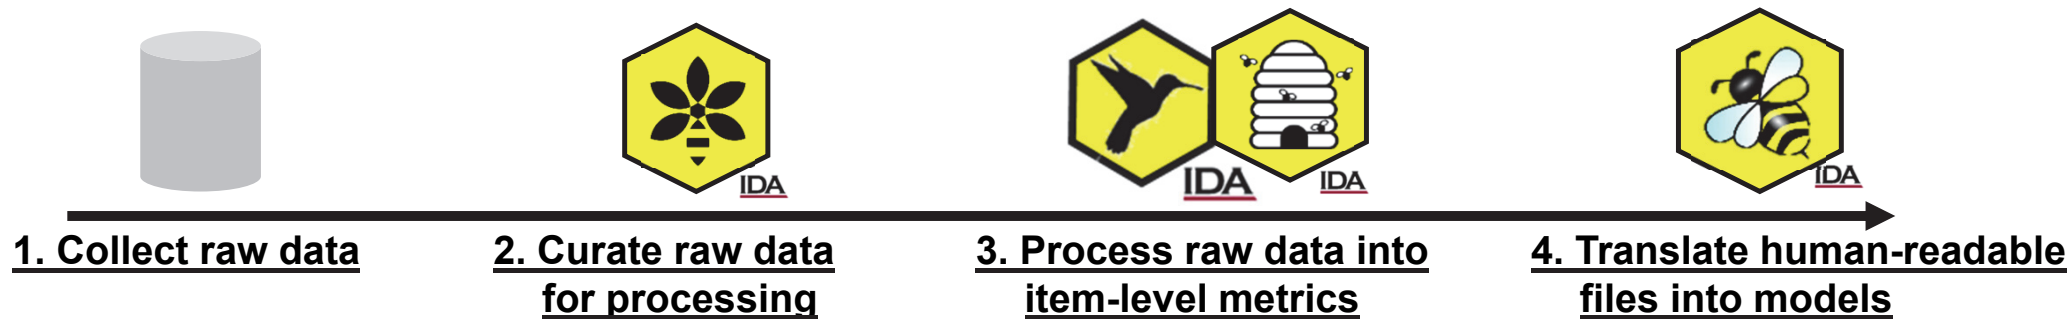 IDA
IDA
IDA
IDA
1. Collect raw data
2. Curate raw data
for processing
3. Process raw data into
item-level metrics
4. Translate human-readable
files into models